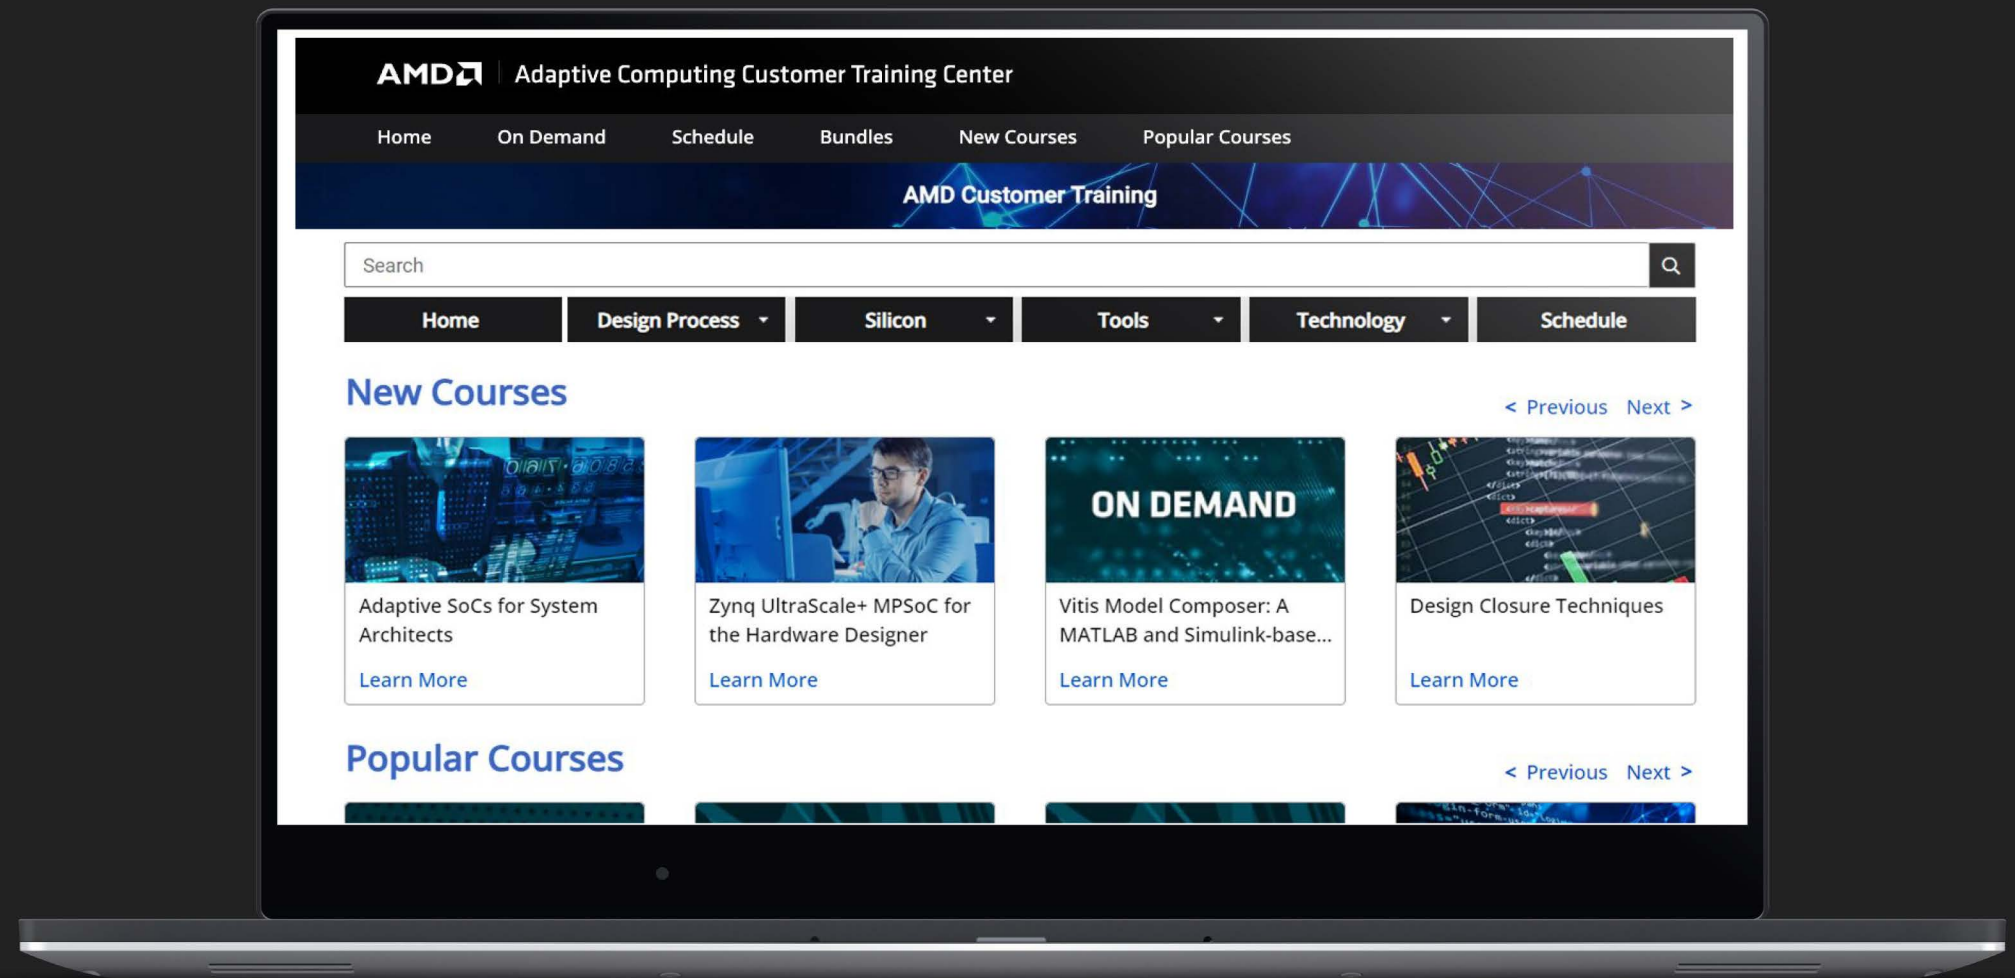 AMD Adaptive Computing Customer Training Center
Home On Demand Schedule Bundles New Courses Popular Courses
AMD Customer Training
Search
Home Design Process Silicon Tools Technology Schedule
New Courses
< Previous Next >
ON DEMAND
Adaptive SoCs for System
Architects
Learn More
Zynq UltraScale+ MPSoC for
the Hardware Designer
Learn More
Vitis Model Composer: A
MATLAB and Simulink-base...
Learn More
Design Closure Techniques
Learn More
Popular Courses
< Previous Next >